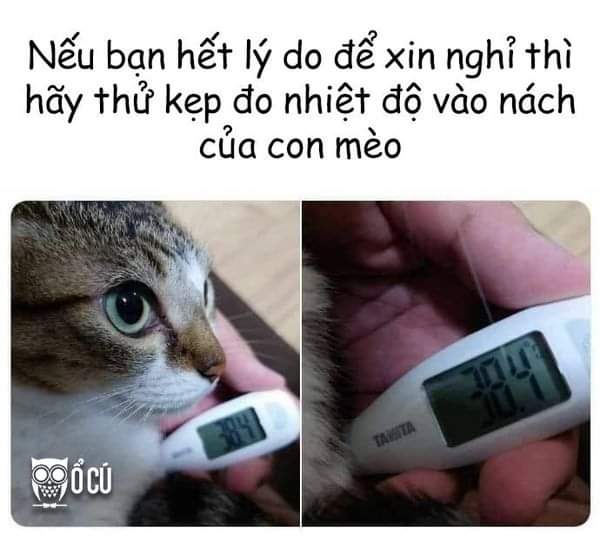 Nếu bạn hết lý do để xin nghỉ thì
hãy thử kẹp đo nhiệt độ vào nách
của con mèo
38.4
38.4
TANITA
Ổ CÚ